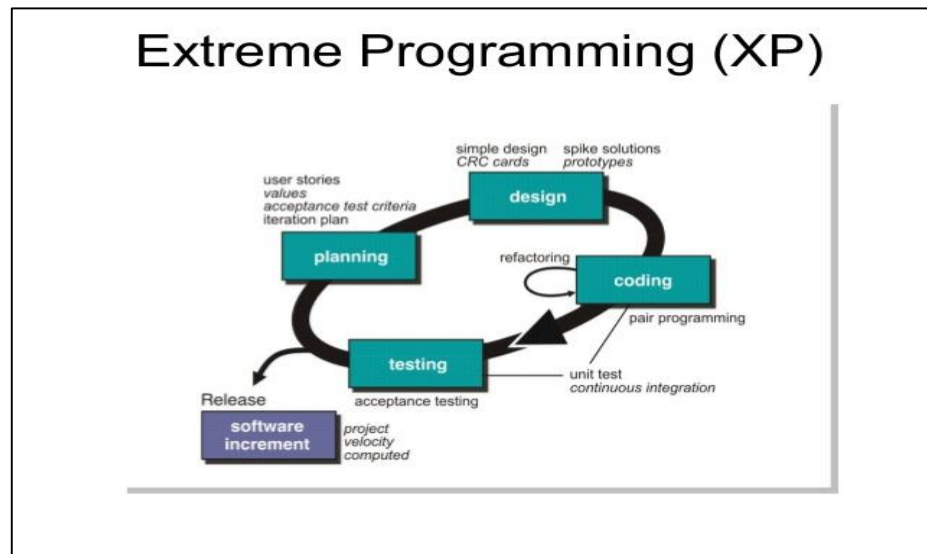 Extreme Programming (XP)
simple design
CRC cards
spike solutions
prototypes
user stories
values
acceptance test criteria
iteration plan
design
planning
refactoring
coding
pair programming
testing
unit test
continuous integration
acceptance testing
Release
software
increment
project
velocity
computed